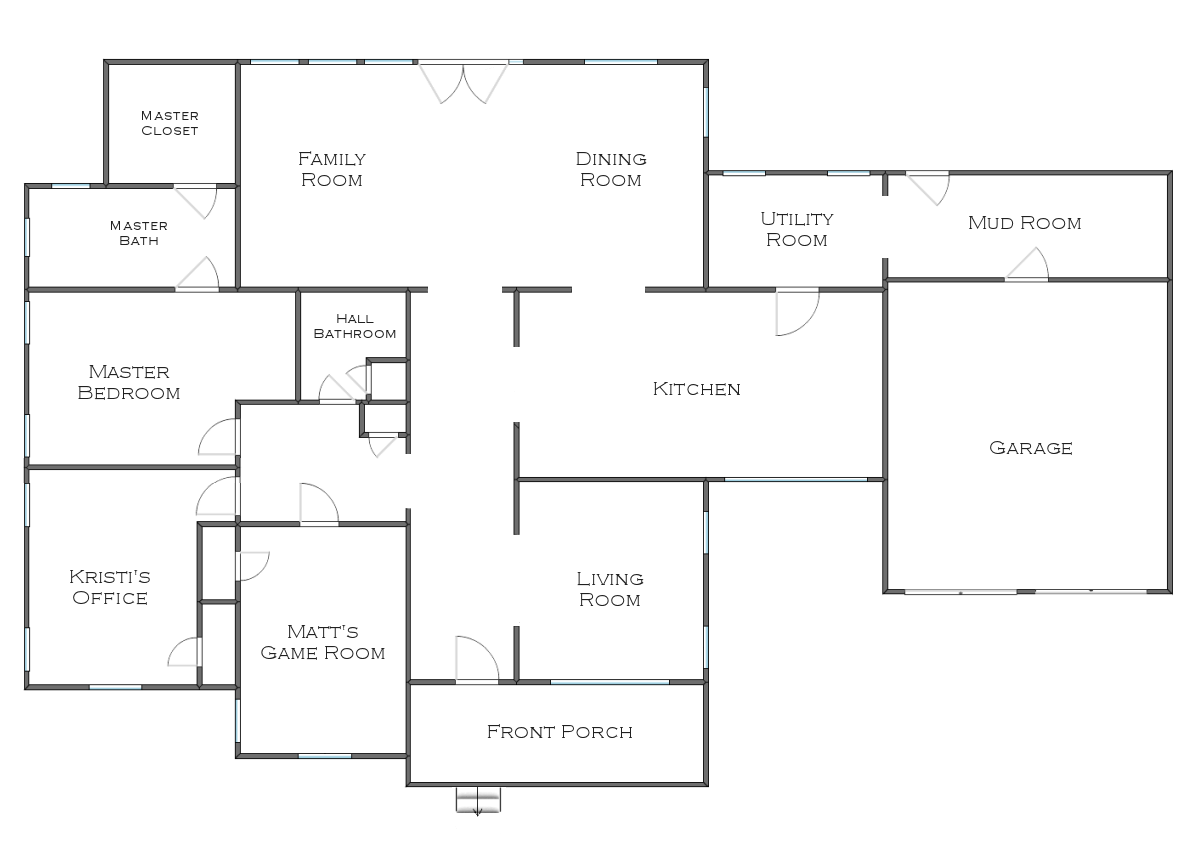 MASTER
CLOSET
FAMILY
ROOM
DINING
ROOM
MASTER
BATH
UTILITY
ROOM
MUD ROOM
HALL
BATHROOM
MASTER
BEDROOM
KITCHEN
GARAGE
KRISTI'S
OFFICE
LIVING
ROOM
MATT'S
GAME ROOM
FRONT PORCH